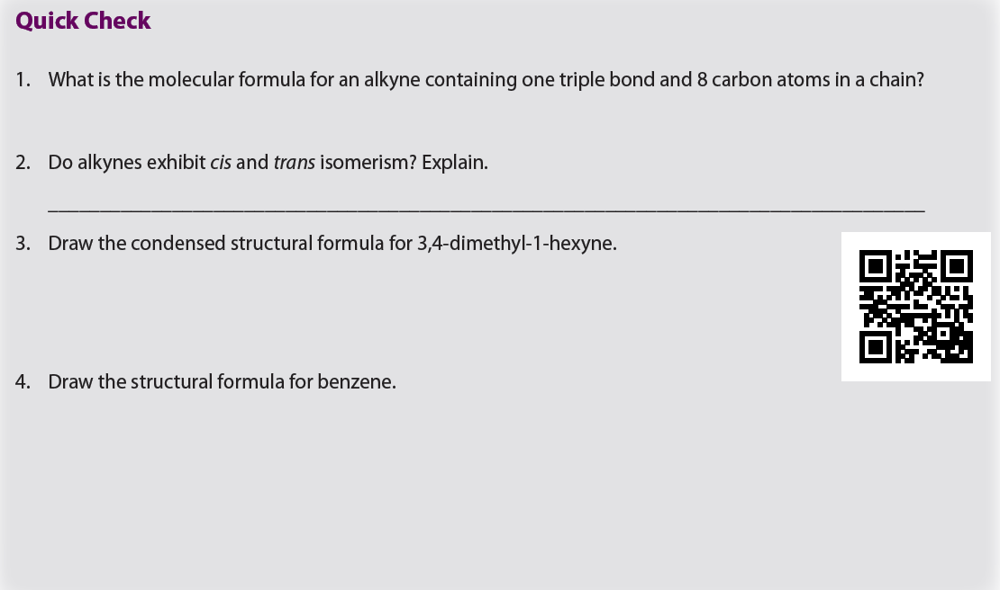 Quick Check
1. What is the molecular formula for an alkyne containing one triple bond and 8 carbon atoms in a chain?
2. Do alkynes exhibit cis and trans isomerism? Explain.
3. Draw the condensed structural formula for 3,4-dimethyl-1-hexyne.
4. Draw the structural formula for benzene.